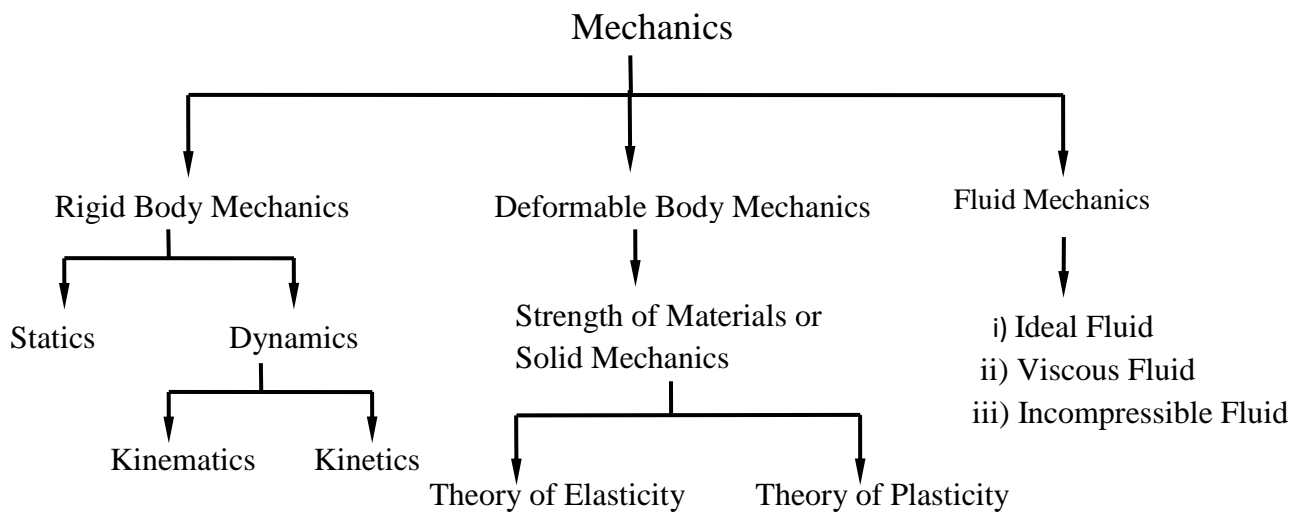 Mechanics
Rigid Body Mechanics
Deformable Body Mechanics
Fluid Mechanics
Statics
Dynamics
Strength of Materials or
Solid Mechanics
i) Ideal Fluid
ii) Viscous Fluid
iii) Incompressible Fluid
Kinematics
Kinetics
Theory of Elasticity
Theory of Plasticity